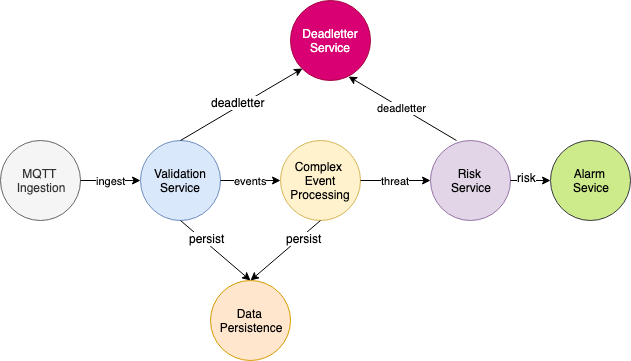 Deadletter
Service
deadletter
deadletter
MQTT
Ingestion
ingest
Validation
Service
events
Complex
Event
Processing
threat
Risk
Service
risk
Alarm
Sevice
persist
persist
Data
Persistence